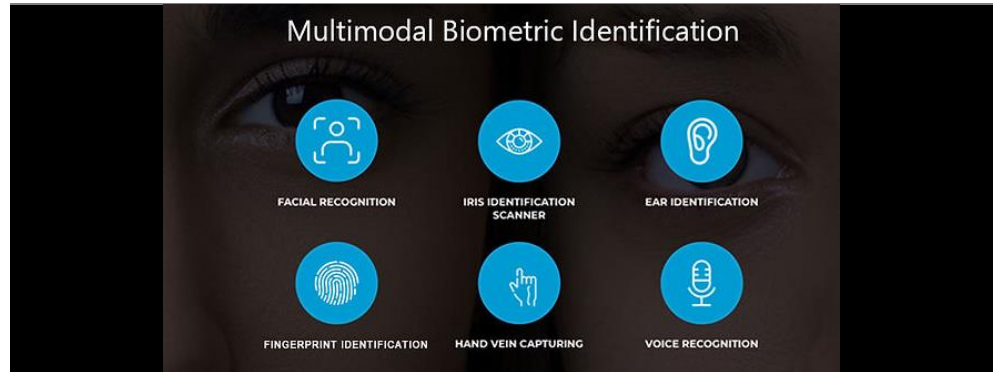 Multimodal Biometric Identification
FACIAL RECOGNITION
IRIS IDENTIFICATION
SCANNER
EAR IDENTIFICATION
FINGERPRINT IDENTIFICATION
HAND VEIN CAPTURING
VOICE RECOGNITION